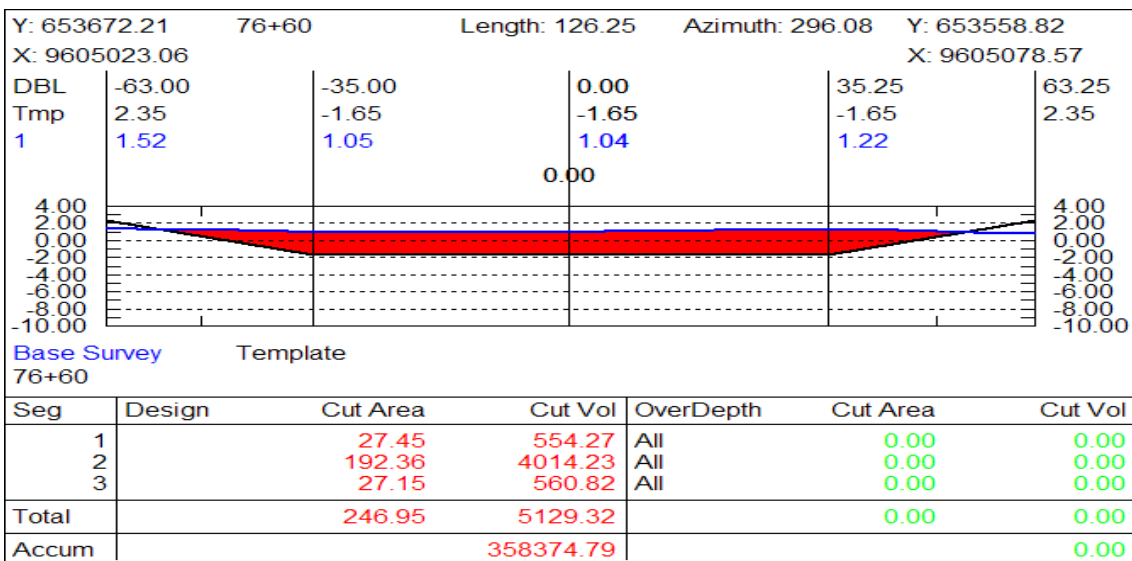 Y: 653672.21 76+60 Length: 126.25 Azimuth: 296.08 Y: 653558.82
X: 9605023.06 X: 9605078.57
DBL -63.00 -35.00 0.00 35.25 63.25
Tmp 2.35 -1.65 -1.65 -1.65 2.35
1 1.52 1.05 1.04 1.22
0.00
4.00 4.00
2.00 2.00
0.00 0.00
-2.00 -2.00
-4.00 -4.00
-6.00 -6.00
-8.00 -8.00
-10.00 -10.00
Base Survey Template
76+60
Seg Design Cut Area Cut Vol OverDepth Cut Area Cut Vol
1 27.45 554.27 All 0.00 0.00
2 192.36 4014.23 All 0.00 0.00
3 27.15 560.82 All 0.00 0.00
Total 246.95 5129.32 0.00 0.00
Accum 358374.79 0.00